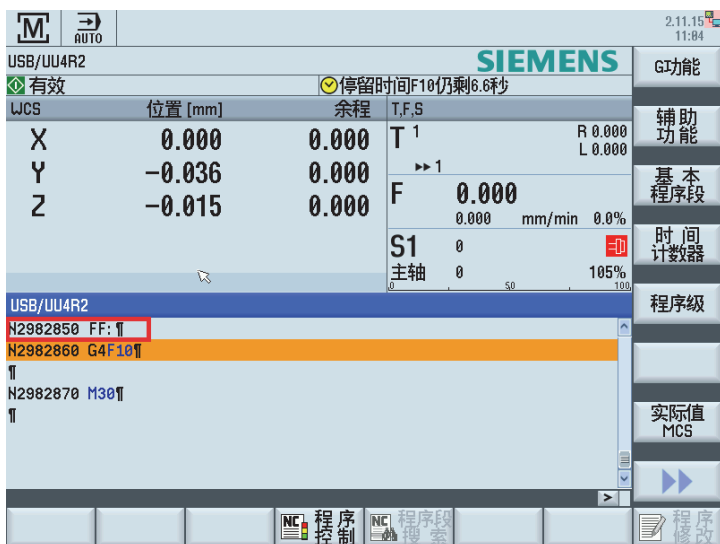 M AUTO 2.11.15 11:04
USB/UU4R2 SIEMENS
有效 停留时间F10仍剩6.6秒
WCS 位置 [mm] 余程 T,F,S
X 0.000 0.000 T 1 R 0.000
L 0.000
Y -0.036 0.000 ▸▸ 1
Z -0.015 0.000 F 0.000
0.000 mm/min 0.0%
S1 0
主轴 0 105%
0 50 100
USB/UU4R2
N2982850 FF:¶
N2982860 G4F10¶
¶
N2982870 M30¶
¶
G功能
辅助
功能
基本
程序段
时间
计数器
程序级
实际值
MCS
NC 程序
控制
NC 程序段
搜索
程序
修改